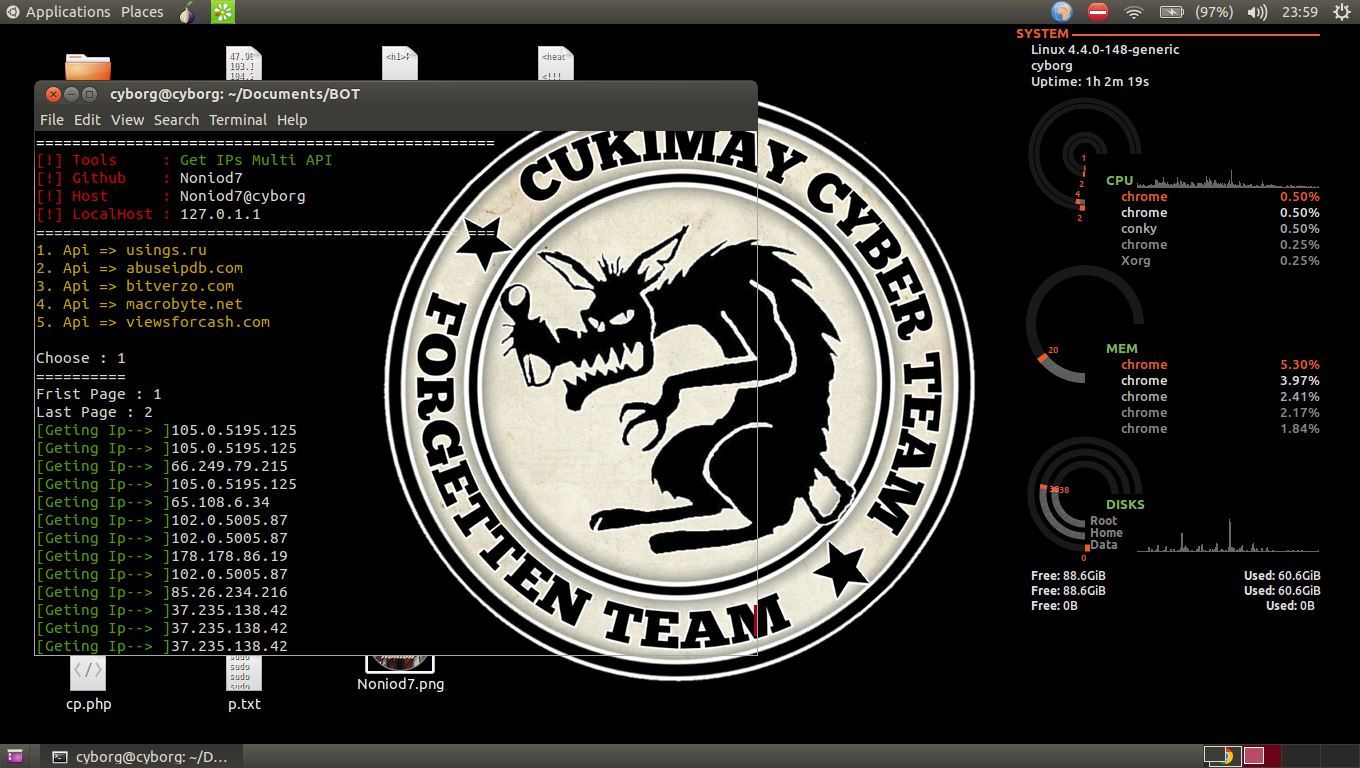 Applications Places (97%) 23:59
47.90
103.1
104.2
<h1>F
<head
<!!!
cyborg@cyborg: ~/Documents/BOT
File Edit View Search Terminal Help
==================================================
[!] Tools : Get IPs Multi API
[!] Github : Noniod7
[!] Host : Noniod7@cyborg
[!] LocalHost : 127.0.1.1
==================================================
1. Api => usings.ru
2. Api => abuseipdb.com
3. Api => bitverzo.com
4. Api => macrobyte.net
5. Api => viewsforcash.com
Choose : 1
==========
Frist Page : 1
Last Page : 2
[Geting Ip--> ]105.0.5195.125
[Geting Ip--> ]105.0.5195.125
[Geting Ip--> ]66.249.79.215
[Geting Ip--> ]105.0.5195.125
[Geting Ip--> ]65.108.6.34
[Geting Ip--> ]102.0.5005.87
[Geting Ip--> ]102.0.5005.87
[Geting Ip--> ]178.178.86.19
[Geting Ip--> ]102.0.5005.87
[Geting Ip--> ]85.26.234.216
[Geting Ip--> ]37.235.138.42
[Geting Ip--> ]37.235.138.42
[Geting Ip--> ]37.235.138.42
CUKIMAY CYBER TEAM
FORGETTEN TEAM
SYSTEM
Linux 4.4.0-148-generic
cyborg
Uptime: 1h 2m 19s
1
2
4
2
CPU
chrome 0.50%
chrome 0.50%
conky 0.50%
chrome 0.25%
Xorg 0.25%
20
MEM
chrome 5.30%
chrome 3.97%
chrome 2.41%
chrome 2.17%
chrome 1.84%
38
DISKS
Root
Home
Data
0
Free: 88.6GiB Used: 60.6GiB
Free: 88.6GiB Used: 60.6GiB
Free: 0B Used: 0B
</>
cp.php
sudo
sudo
sudo
p.txt
Noniod7.png
cyborg@cyborg: ~/D...